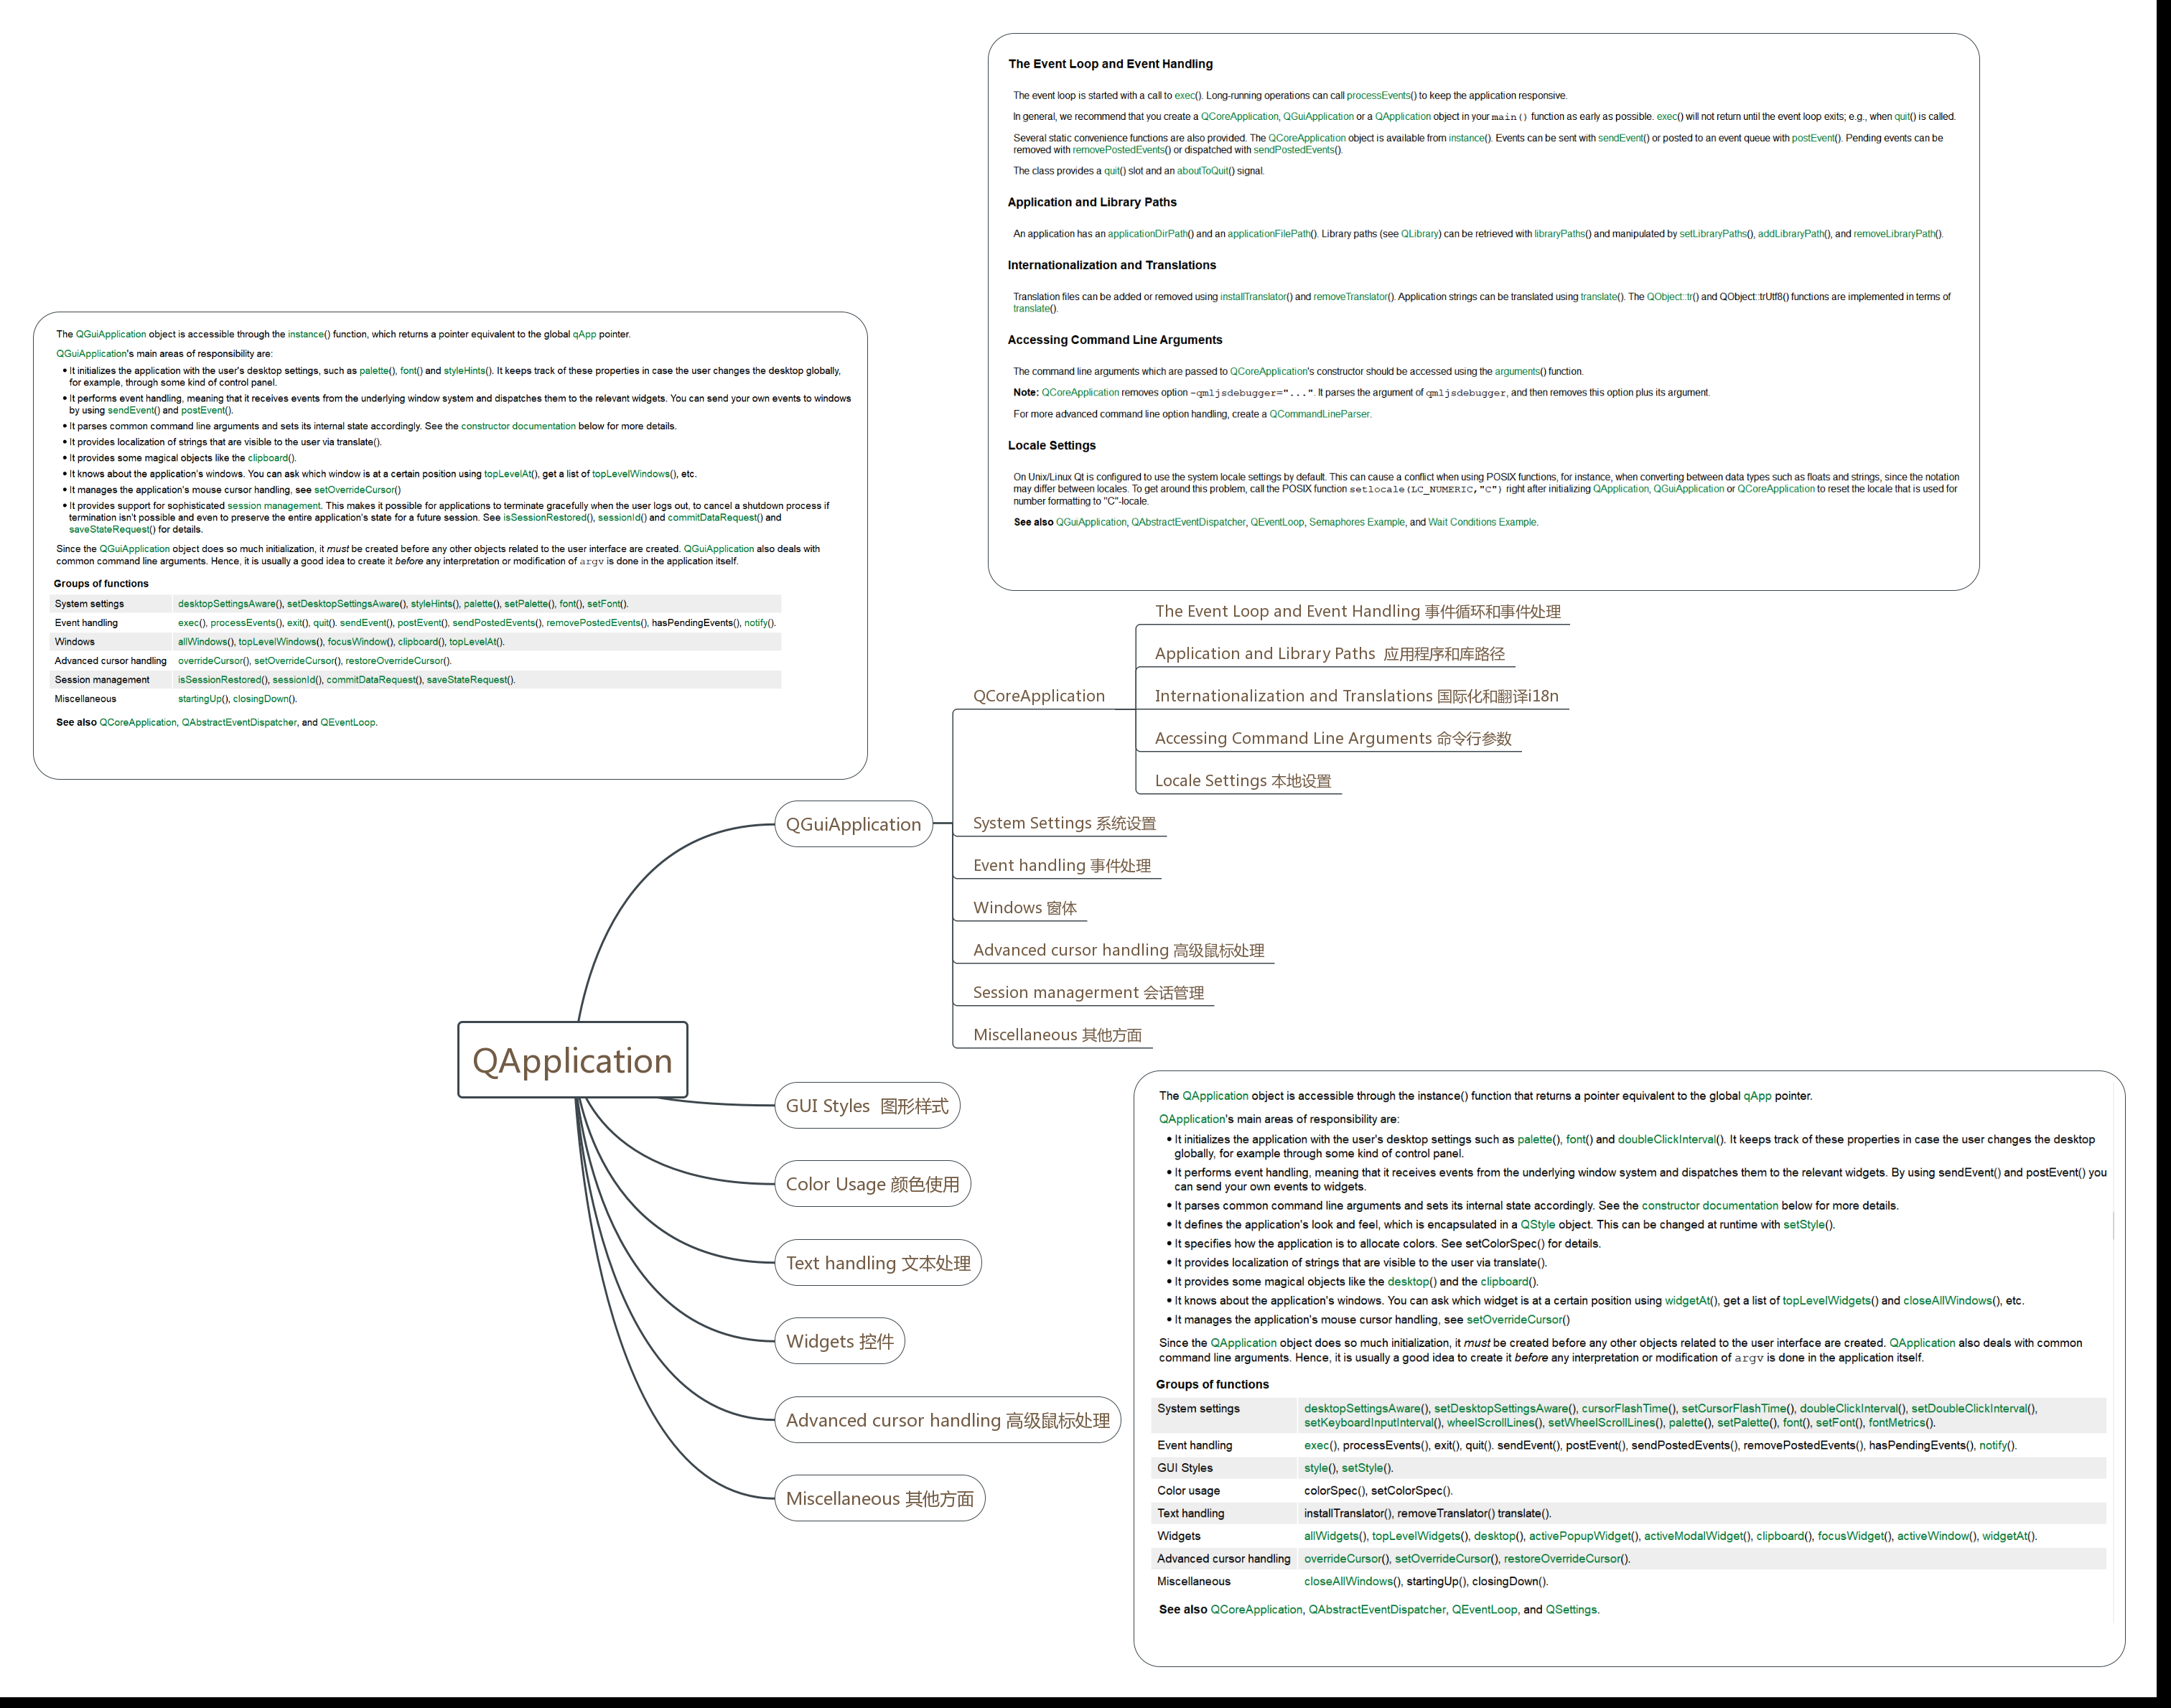 The Event Loop and Event Handling
The event loop is started with a call to exec(). Long-running operations can call processEvents() to keep the application responsive.
In general, we recommend that you create a QCoreApplication, QGuiApplication or a QApplication object in your main() function as early as possible. exec() will not return until the event loop exits; e.g., when quit() is called.
Several static convenience functions are also provided. The QCoreApplication object is available from instance(). Events can be sent with sendEvent() or posted to an event queue with postEvent(). Pending events can be
removed with removePostedEvents() or dispatched with sendPostedEvents().
The class provides a quit() slot and an aboutToQuit() signal.
Application and Library Paths
An application has an applicationDirPath() and an applicationFilePath(). Library paths (see QLibrary) can be retrieved with libraryPaths() and manipulated by setLibraryPaths(), addLibraryPath(), and removeLibraryPath().
Internationalization and Translations
Translation files can be added or removed using installTranslator() and removeTranslator(). Application strings can be translated using translate(). The QObject::tr() and QObject::trUtf8() functions are implemented in terms of
translate().
Accessing Command Line Arguments
The command line arguments which are passed to QCoreApplication's constructor should be accessed using the arguments() function.
Note: QCoreApplication removes option -qmljsdebugger="...". It parses the argument of qmljsdebugger, and then removes this option plus its argument.
For more advanced command line option handling, create a QCommandLineParser.
Locale Settings
On Unix/Linux Qt is configured to use the system locale settings by default. This can cause a conflict when using POSIX functions, for instance, when converting between data types such as floats and strings, since the notation
may differ between locales. To get around this problem, call the POSIX function setlocale(LC_NUMERIC,"C") right after initializing QApplication, QGuiApplication or QCoreApplication to reset the locale that is used for
number formatting to "C"-locale.
See also QGuiApplication, QAbstractEventDispatcher, QEventLoop, Semaphores Example, and Wait Conditions Example.
The QGuiApplication object is accessible through the instance() function, which returns a pointer equivalent to the global qApp pointer.
QGuiApplication's main areas of responsibility are:
• It initializes the application with the user's desktop settings, such as palette(), font() and styleHints(). It keeps track of these properties in case the user changes the desktop globally,
for example, through some kind of control panel.
• It performs event handling, meaning that it receives events from the underlying window system and dispatches them to the relevant widgets. You can send your own events to windows
by using sendEvent() and postEvent().
• It parses common command line arguments and sets its internal state accordingly. See the constructor documentation below for more details.
• It provides localization of strings that are visible to the user via translate().
• It provides some magical objects like the clipboard().
• It knows about the application's windows. You can ask which window is at a certain position using topLevelAt(), get a list of topLevelWindows(), etc.
• It manages the application's mouse cursor handling, see setOverrideCursor()
• It provides support for sophisticated session management. This makes it possible for applications to terminate gracefully when the user logs out, to cancel a shutdown process if
termination isn't possible and even to preserve the entire application's state for a future session. See isSessionRestored(), sessionId() and commitDataRequest() and
saveStateRequest() for details.
Since the QGuiApplication object does so much initialization, it must be created before any other objects related to the user interface are created. QGuiApplication also deals with
common command line arguments. Hence, it is usually a good idea to create it before any interpretation or modification of argv is done in the application itself.
Groups of functions
System settings desktopSettingsAware(), setDesktopSettingsAware(), styleHints(), palette(), setPalette(), font(), setFont().
Event handling exec(), processEvents(), exit(), quit(). sendEvent(), postEvent(), sendPostedEvents(), removePostedEvents(), hasPendingEvents(), notify().
Windows allWindows(), topLevelWindows(), focusWindow(), clipboard(), topLevelAt().
Advanced cursor handling overrideCursor(), setOverrideCursor(), restoreOverrideCursor().
Session management isSessionRestored(), sessionId(), commitDataRequest(), saveStateRequest().
Miscellaneous startingUp(), closingDown().
See also QCoreApplication, QAbstractEventDispatcher, and QEventLoop.
QApplication
QGuiApplication
QCoreApplication
The Event Loop and Event Handling 事件循环和事件处理
Application and Library Paths 应用程序和库路径
Internationalization and Translations 国际化和翻译i18n
Accessing Command Line Arguments 命令行参数
Locale Settings 本地设置
System Settings 系统设置
Event handling 事件处理
Windows 窗体
Advanced cursor handling 高级鼠标处理
Session managerment 会话管理
Miscellaneous 其他方面
GUI Styles 图形样式
Color Usage 颜色使用
Text handling 文本处理
Widgets 控件
Advanced cursor handling 高级鼠标处理
Miscellaneous 其他方面
The QApplication object is accessible through the instance() function that returns a pointer equivalent to the global qApp pointer.
QApplication's main areas of responsibility are:
• It initializes the application with the user's desktop settings such as palette(), font() and doubleClickInterval(). It keeps track of these properties in case the user changes the desktop
globally, for example through some kind of control panel.
• It performs event handling, meaning that it receives events from the underlying window system and dispatches them to the relevant widgets. By using sendEvent() and postEvent() you
can send your own events to widgets.
• It parses common command line arguments and sets its internal state accordingly. See the constructor documentation below for more details.
• It defines the application's look and feel, which is encapsulated in a QStyle object. This can be changed at runtime with setStyle().
• It specifies how the application is to allocate colors. See setColorSpec() for details.
• It provides localization of strings that are visible to the user via translate().
• It provides some magical objects like the desktop() and the clipboard().
• It knows about the application's windows. You can ask which widget is at a certain position using widgetAt(), get a list of topLevelWidgets() and closeAllWindows(), etc.
• It manages the application's mouse cursor handling, see setOverrideCursor()
Since the QApplication object does so much initialization, it must be created before any other objects related to the user interface are created. QApplication also deals with common
command line arguments. Hence, it is usually a good idea to create it before any interpretation or modification of argv is done in the application itself.
Groups of functions
System settings desktopSettingsAware(), setDesktopSettingsAware(), cursorFlashTime(), setCursorFlashTime(), doubleClickInterval(), setDoubleClickInterval(),
setKeyboardInputInterval(), wheelScrollLines(), setWheelScrollLines(), palette(), setPalette(), font(), setFont(), fontMetrics().
Event handling exec(), processEvents(), exit(), quit(). sendEvent(), postEvent(), sendPostedEvents(), removePostedEvents(), hasPendingEvents(), notify().
GUI Styles style(), setStyle().
Color usage colorSpec(), setColorSpec().
Text handling installTranslator(), removeTranslator() translate().
Widgets allWidgets(), topLevelWidgets(), desktop(), activePopupWidget(), activeModalWidget(), clipboard(), focusWidget(), activeWindow(), widgetAt().
Advanced cursor handling overrideCursor(), setOverrideCursor(), restoreOverrideCursor().
Miscellaneous closeAllWindows(), startingUp(), closingDown().
See also QCoreApplication, QAbstractEventDispatcher, QEventLoop, and QSettings.